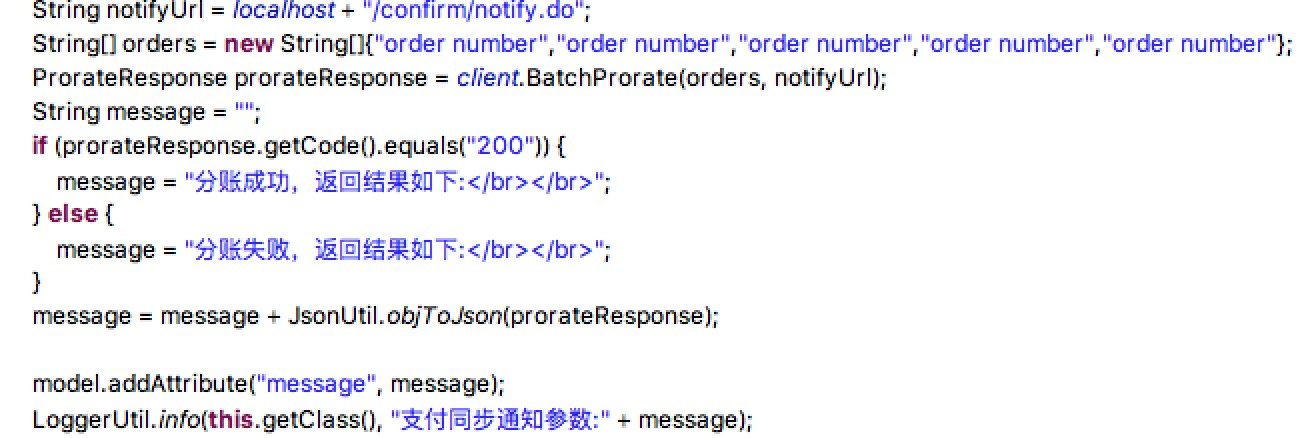 String notifyUrl = localhost + "/confirm/notify.do";
String[] orders = new String[]{"order number","order number","order number","order number","order number"};
ProrateResponse prorateResponse = client.BatchProrate(orders, notifyUrl);
String message = "";
if (prorateResponse.getCode().equals("200")) {
    message = "分账成功，返回结果如下:</br></br>";
} else {
    message = "分账失败，返回结果如下:</br></br>";
}
message = message + JsonUtil.objToJson(prorateResponse);

model.addAttribute("message", message);
LoggerUtil.info(this.getClass(), "支付同步通知参数:" + message);